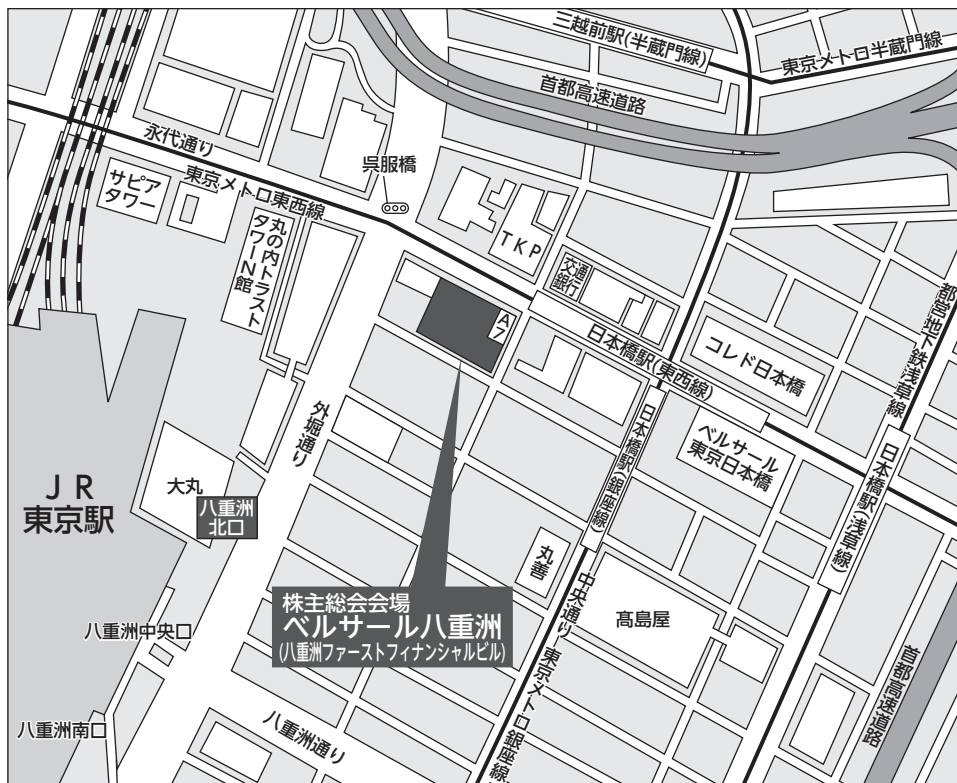 三越前駅(半蔵門線)
東京メトロ半蔵門線
首都高速道路
永代通り
呉服橋
東京メトロ東西線
サピア
タワー
丸の内トラスト
タワーN館
TKP
交通
銀行
A7
日本橋駅(東西線)
コレド日本橋
都営地下鉄浅草線
外堀通り
日本橋駅(銀座線)
ベルサール
東京日本橋
日本橋駅(浅草線)
JR
東京駅
大丸
八重洲
北口
丸善
株主総会会場
ベルサール八重洲
(八重洲ファーストフィナンシャルビル)
中央通り
東京メトロ銀座線
髙島屋
八重洲中央口
八重洲南口
八重洲通り
首都高速道路